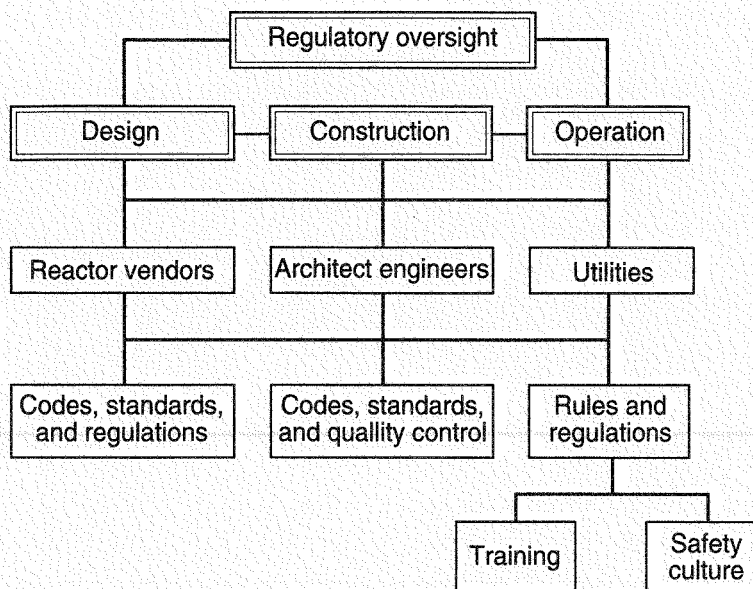 Regulatory oversight
Design
Construction
Operation
Reactor vendors
Architect engineers
Utilities
Codes, standards,
and regulations
Codes, standards,
and quallity control
Rules and
regulations
Training
Safety
culture